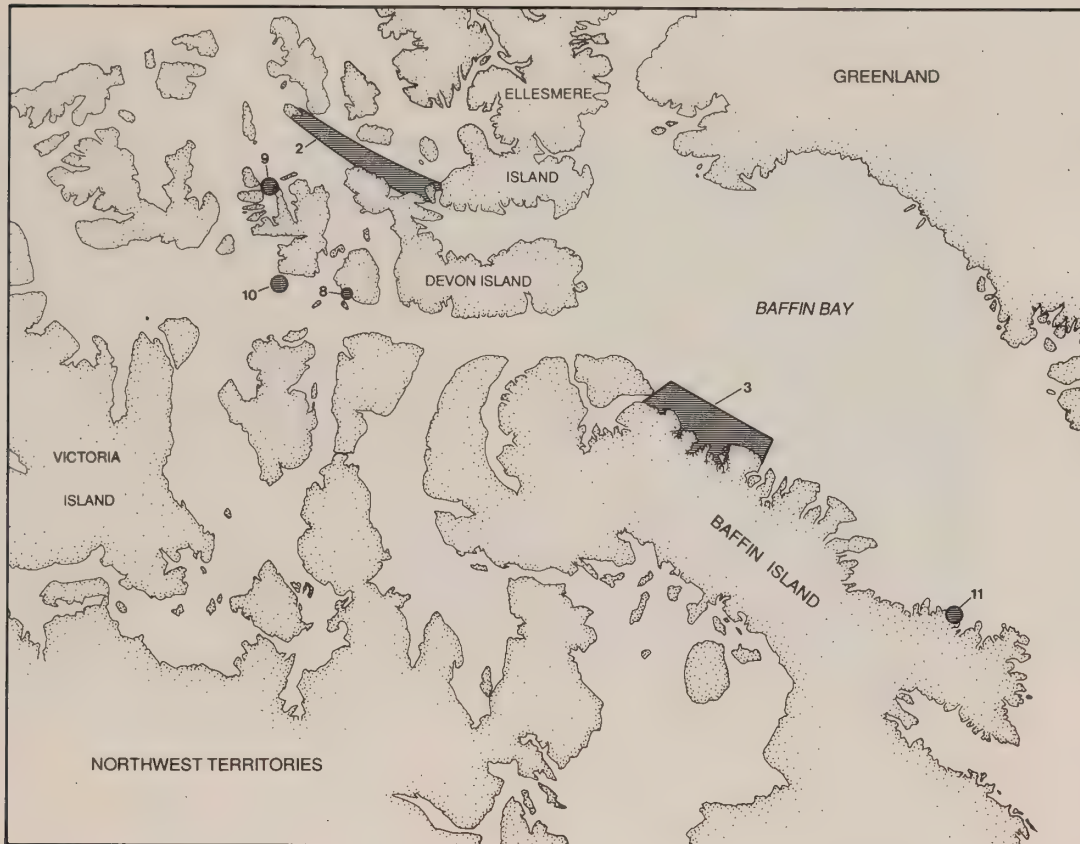 GREENLAND
ELLESMERE
2
9
ISLAND
DEVON ISLAND
10
8
BAFFIN BAY
3
VICTORIA
ISLAND
BAFFIN ISLAND
11
NORTHWEST TERRITORIES